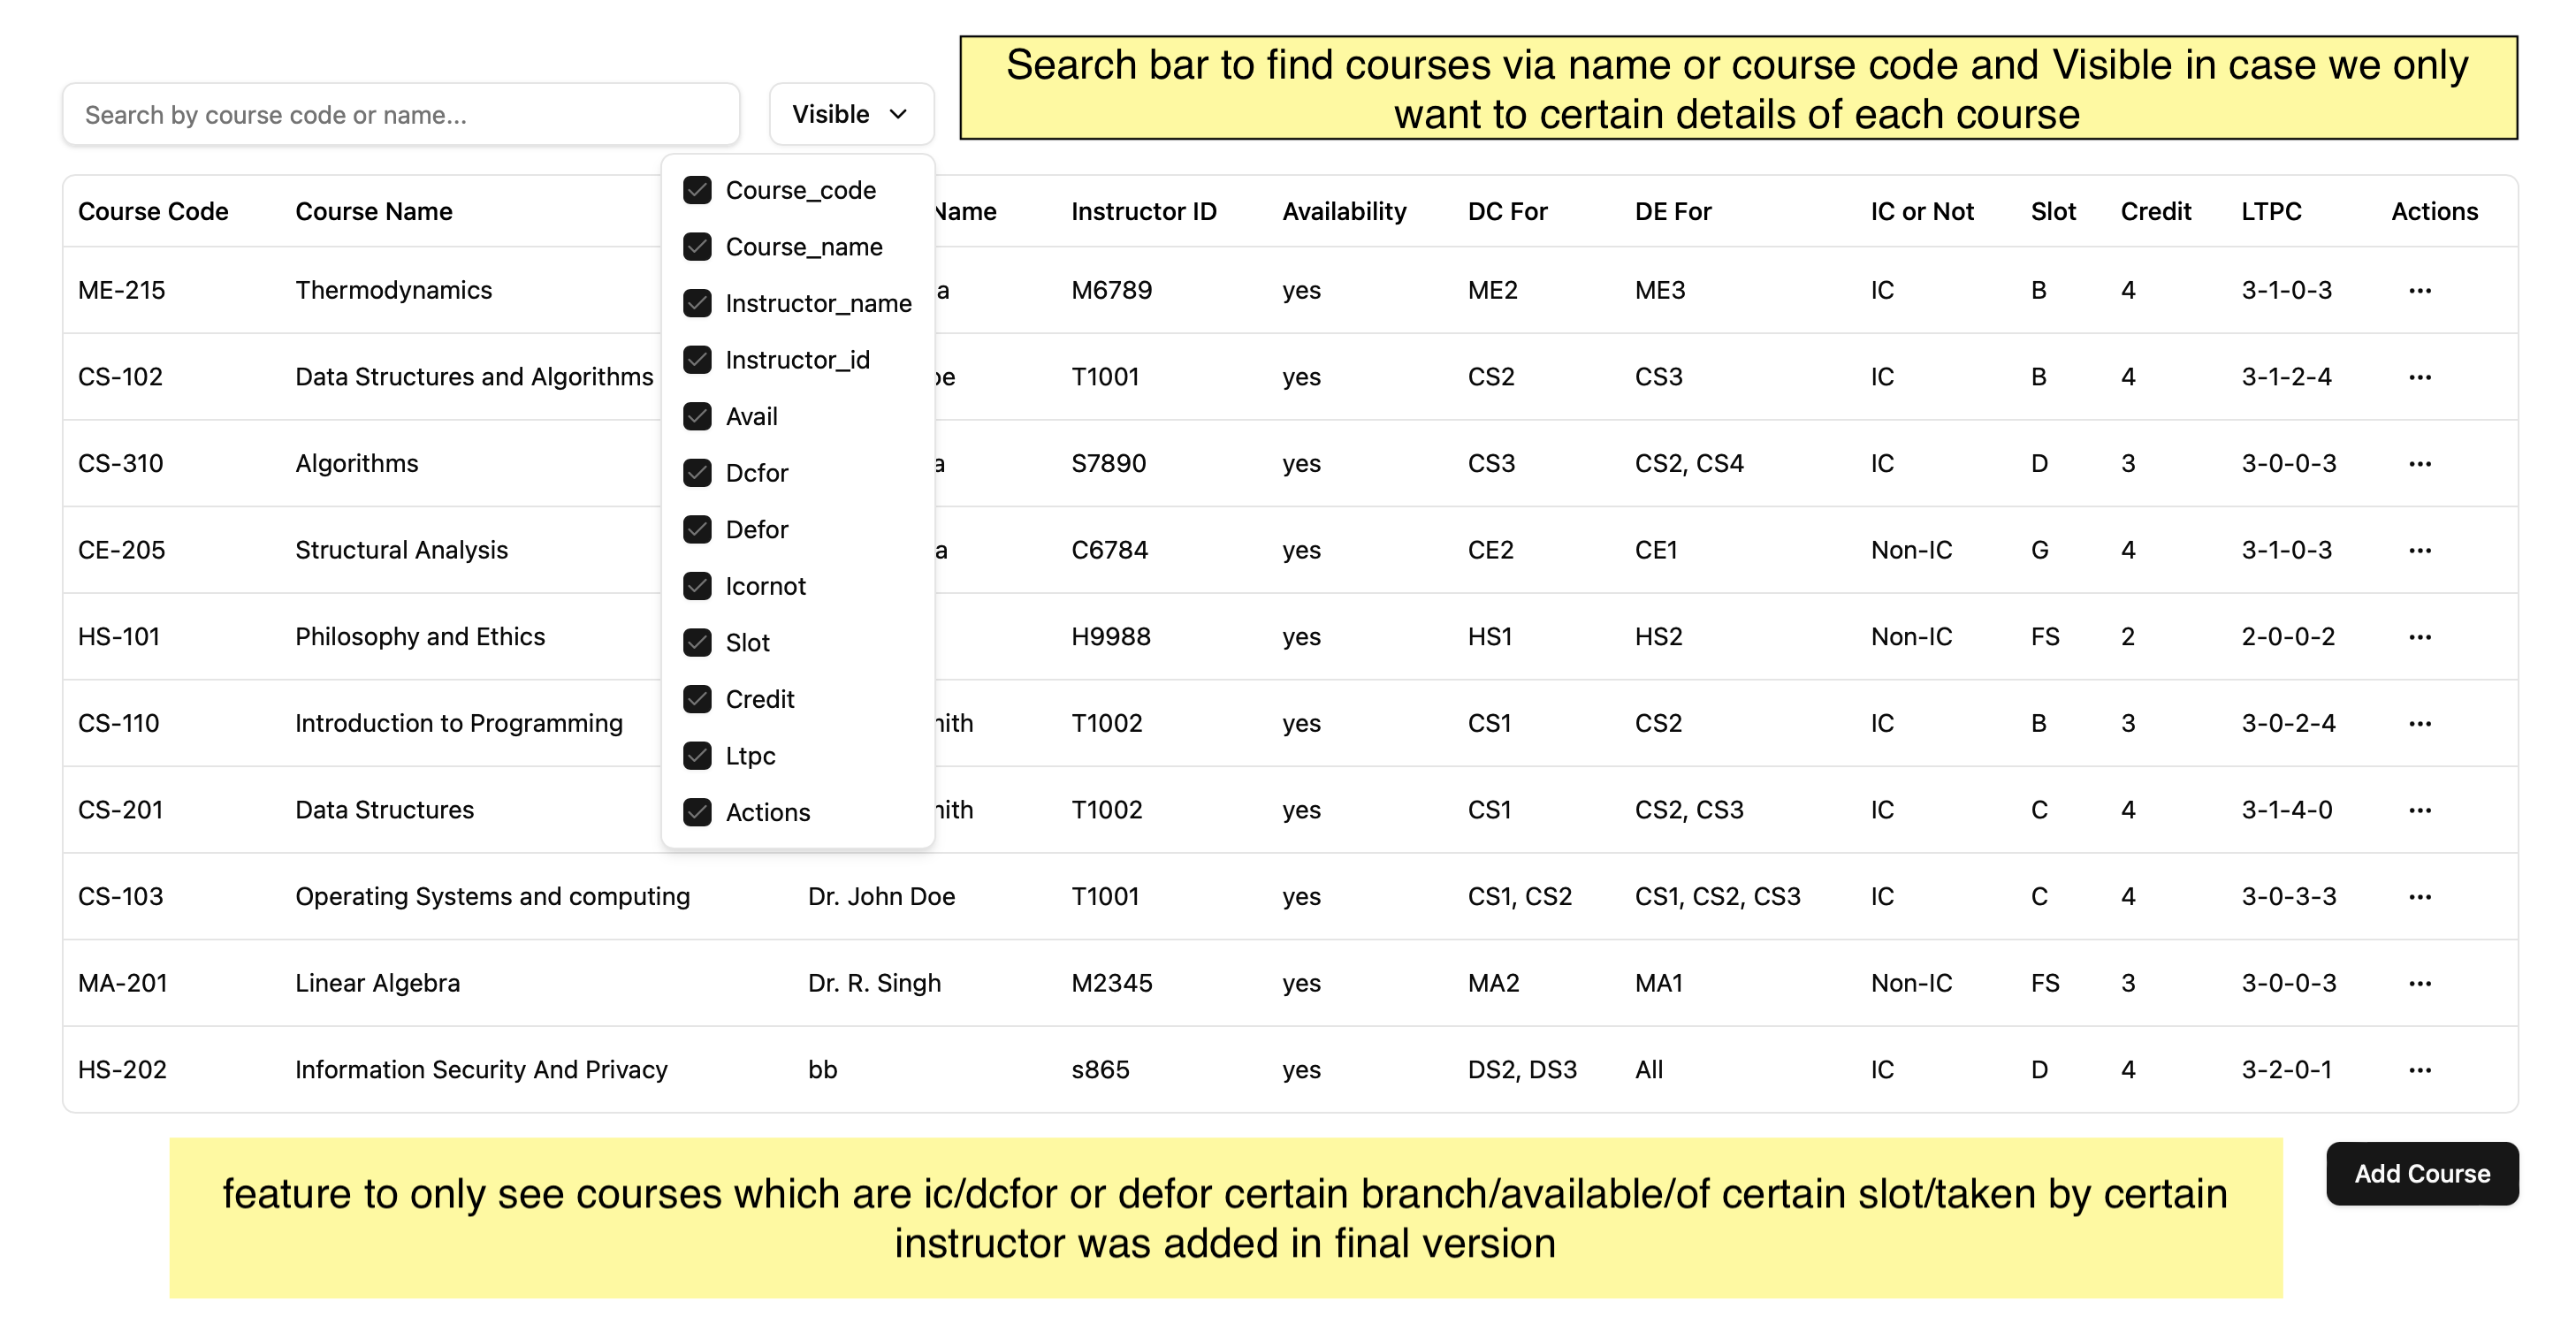 Search bar to find courses via name or course code and Visible in case we only
want to certain details of each course
Search by course code or name...
Visible
Course_code
Course_name
Instructor_name
Instructor_id
Avail
Dcfor
Defor
Icornot
Slot
Credit
Ltpc
Actions
Course Code Course Name Name Instructor ID Availability DC For DE For IC or Not Slot Credit LTPC Actions
ME-215 Thermodynamics M6789 yes ME2 ME3 IC B 4 3-1-0-3 ...
CS-102 Data Structures and Algorithms T1001 yes CS2 CS3 IC B 4 3-1-2-4 ...
CS-310 Algorithms S7890 yes CS3 CS2, CS4 IC D 3 3-0-0-3 ...
CE-205 Structural Analysis C6784 yes CE2 CE1 Non-IC G 4 3-1-0-3 ...
HS-101 Philosophy and Ethics H9988 yes HS1 HS2 Non-IC FS 2 2-0-0-2 ...
CS-110 Introduction to Programming T1002 yes CS1 CS2 IC B 3 3-0-2-4 ...
CS-201 Data Structures T1002 yes CS1 CS2, CS3 IC C 4 3-1-4-0 ...
CS-103 Operating Systems and computing Dr. John Doe T1001 yes CS1, CS2 CS1, CS2, CS3 IC C 4 3-0-3-3 ...
MA-201 Linear Algebra Dr. R. Singh M2345 yes MA2 MA1 Non-IC FS 3 3-0-0-3 ...
HS-202 Information Security And Privacy bb s865 yes DS2, DS3 All IC D 4 3-2-0-1 ...
feature to only see courses which are ic/dcfor or defor certain branch/available/of certain slot/taken by certain
instructor was added in final version
Add Course